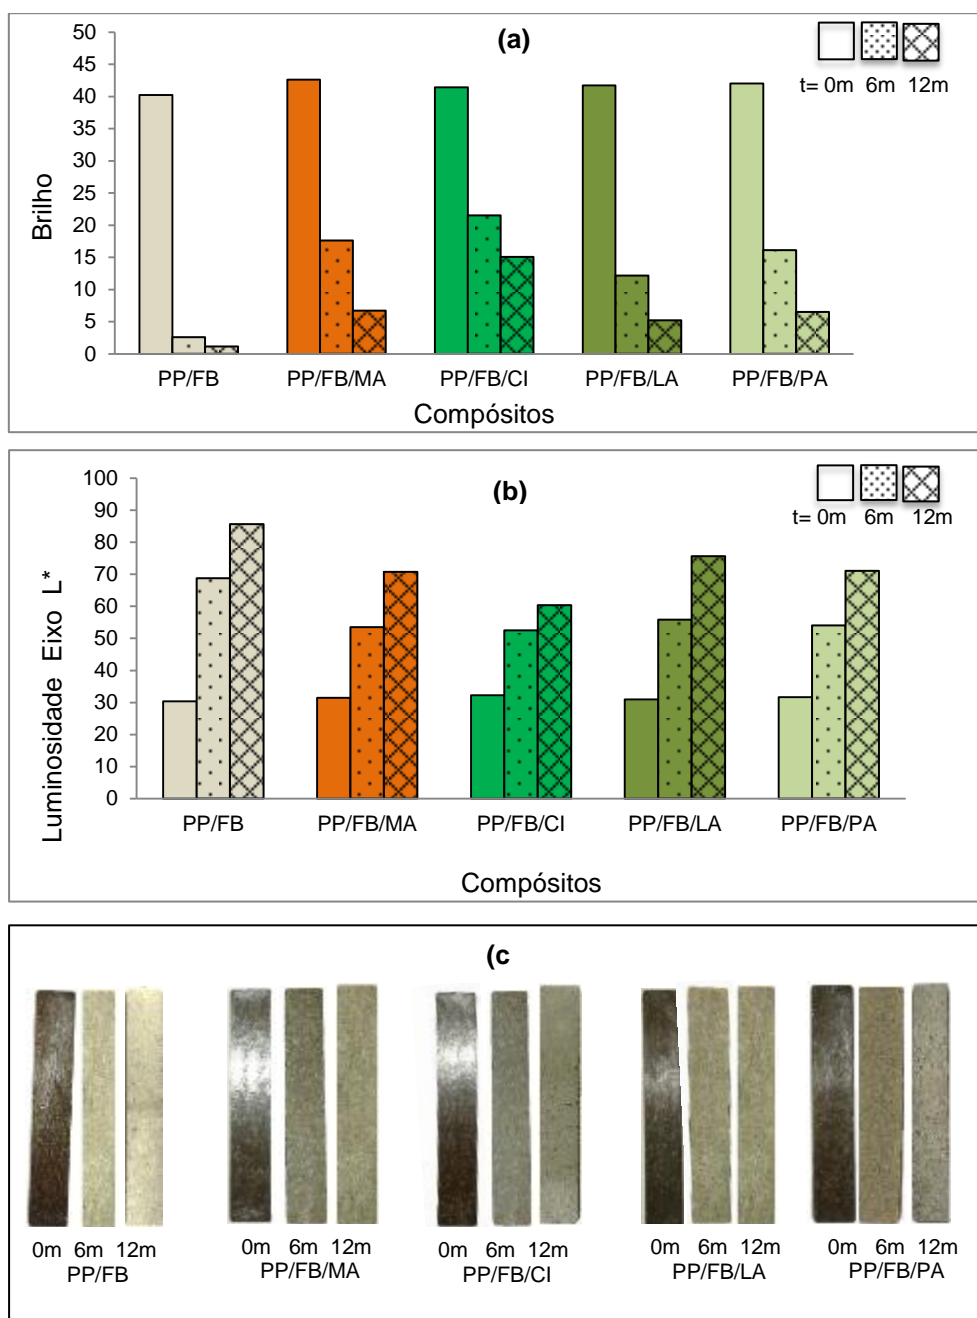 (a)
t= 0m 6m 12m
50
45
40
35
30
25
20
15
10
5
0
Brilho
PP/FB PP/FB/MA PP/FB/CI PP/FB/LA PP/FB/PA
Compósitos
(b)
t= 0m 6m 12m
100
90
80
70
60
50
40
30
20
10
0
Luminosidade Eixo L*
PP/FB PP/FB/MA PP/FB/CI PP/FB/LA PP/FB/PA
Compósitos
(c
0m 6m 12m 0m 6m 12m 0m 6m 12m 0m 6m 12m 0m 6m 12m
PP/FB PP/FB/MA PP/FB/CI PP/FB/LA PP/FB/PA